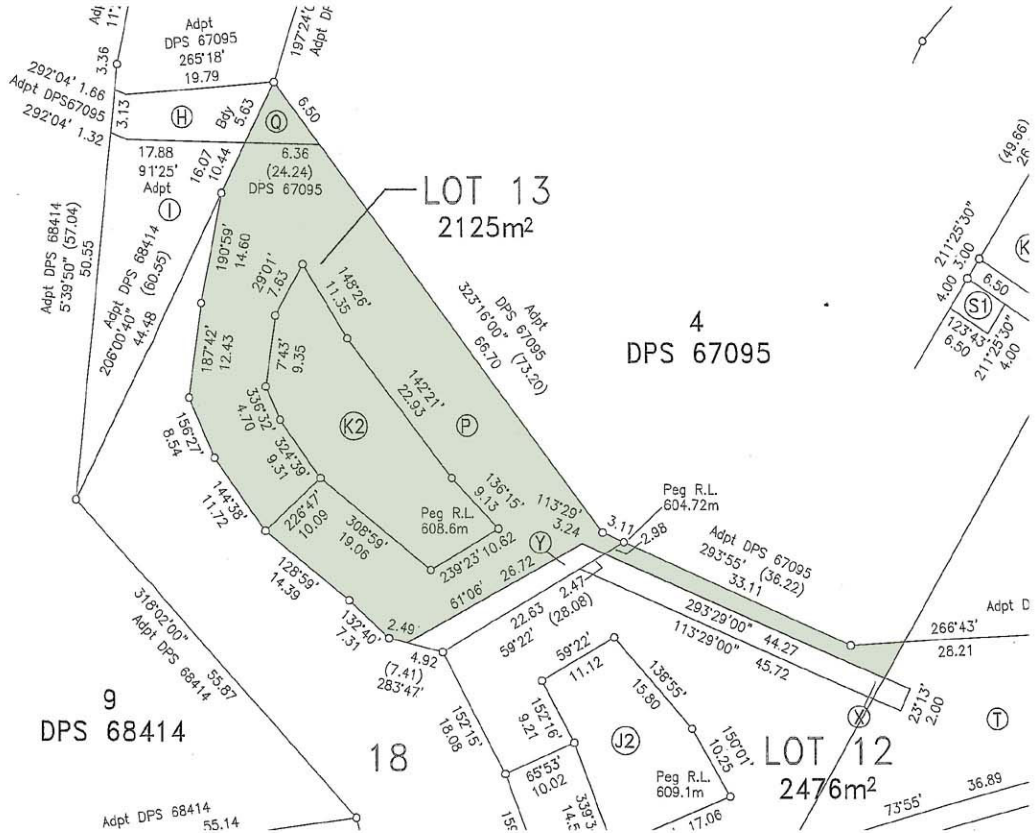 Adpt
DPS 67095
265°18'
19.79
197°24'
3.36
292°04' 1.66
Adpt DPS67095
292°04' 1.32
3.13
H
Bdy
5.63
Q
6.50
17.88
91°25'
Adpt
I
16.07
10.44
6.36
(24.24)
DPS 67095
LOT 13
2125m²
Adpt DPS 68414
5°39'50" (57.04)
50.55
Adpt DPS 68414
206°00'40" (60.55)
44.48
190°59'
14.60
29°01'
7.63
148°26'
11.35
Adpt
DPS 67095
323°16'00" (73.20)
66.70
4
DPS 67095
(49.66)
26
211°25'30"
4.00 3.00
K
6.50
S1
123°43'
6.50
211°25'30"
4.00
187°42'
12.43
7°43'
9.35
336°32'
4.70
142°21'
22.93
K2
P
324°39'
9.31
156°27'
8.54
144°38'
11.72
226°47'
10.09
308°59'
19.06
Peg R.L.
608.6m
136°15'
9.13
113°29'
3.24
3.11
Peg R.L.
604.72m
2.98
Adpt DPS 67095
293°55' (36.22)
33.11
239°23' 10.62
Y
61°06' 26.72
128°59'
14.39
132°40'
7.31
2.49
4.92
(7.41)
283°47'
22.63 2.47
59°22' (28.08)
293°29'00" 44.27
113°29'00" 45.72
Adpt D
266°43'
28.21
318°02'00" 55.87
Adpt DPS 68414
59°22'
11.12
138°55'
15.80
152°16'
9.21
152°15'
18.08
23°13'
2.00
X
T
9
DPS 68414
18
J2
150°01'
10.25
LOT 12
2476m²
65°53'
10.02
Peg R.L.
609.1m
17.06
36.89
73°55'
Adpt DPS 68414
55.14